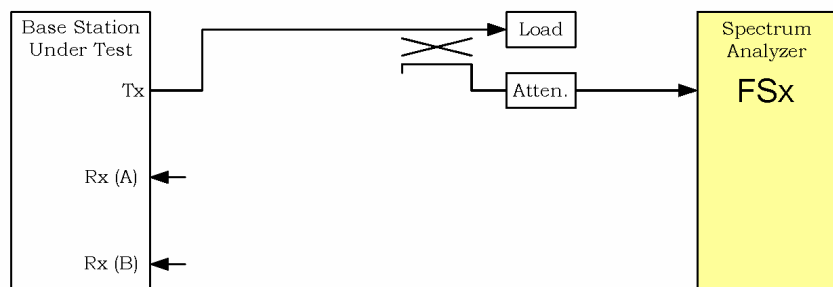 Base Station
Under Test
Tx
Rx (A)
Rx (B)
Load
Atten.
Spectrum
Analyzer
FSx